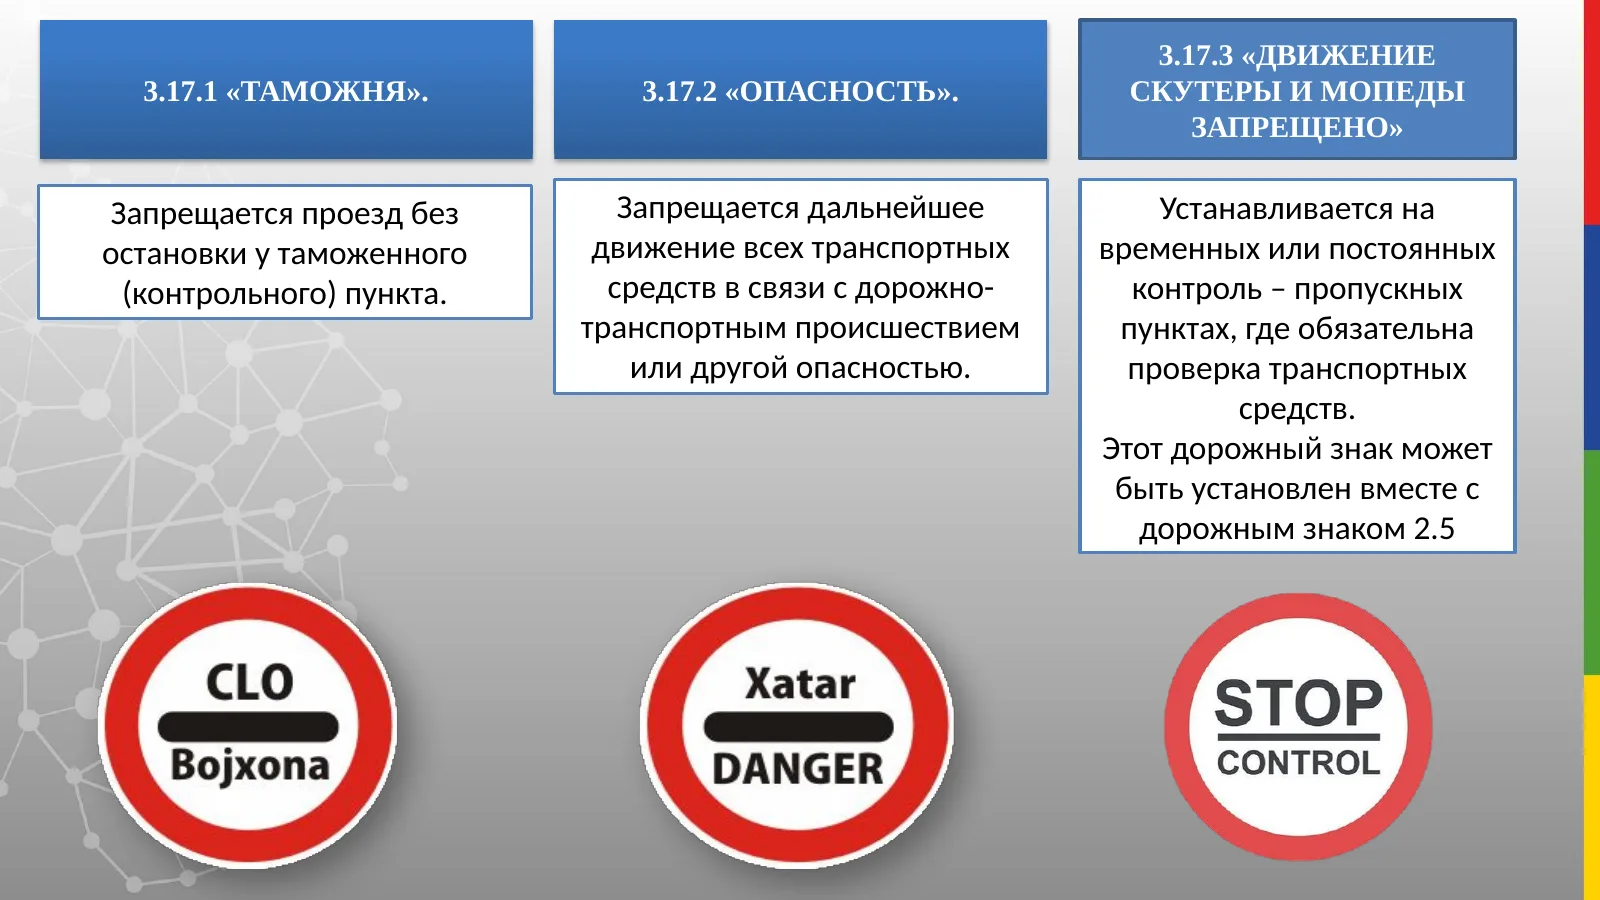 3.17.1 «ТАМОЖНЯ».
Запрещается проезд без
остановки у таможенного
(контрольного) пункта.
CLO
Bojxona
3.17.2 «ОПАСНОСТЬ».
Запрещается дальнейшее
движение всех транспортных
средств в связи с дорожно-
транспортным происшествием
или другой опасностью.
Xatar
DANGER
3.17.3 «ДВИЖЕНИЕ
СКУТЕРЫ И МОПЕДЫ
ЗАПРЕЩЕНО»
Устанавливается на
временных или постоянных
контроль – пропускных
пунктах, где обязательна
проверка транспортных
средств.
Этот дорожный знак может
быть установлен вместе с
дорожным знаком 2.5
STOP
CONTROL